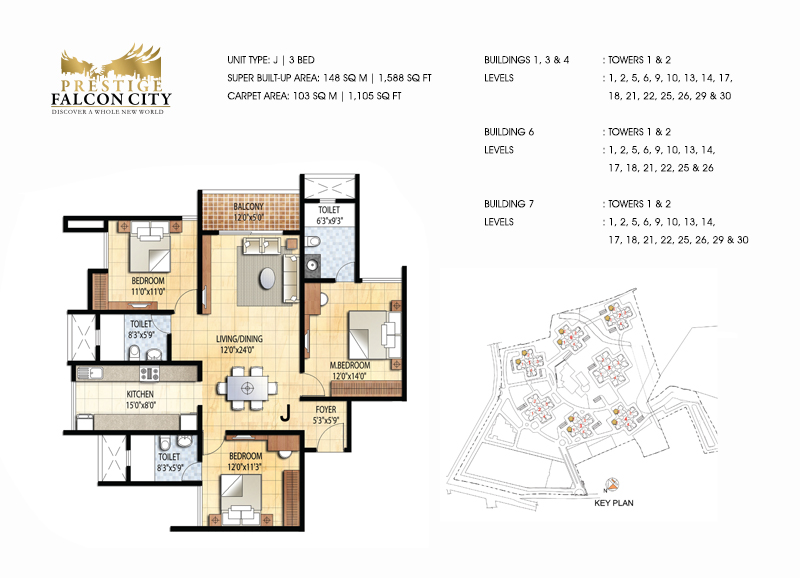 PRESTIGE
FALCON CITY
DISCOVER A WHOLE NEW WORLD
UNIT TYPE: J | 3 BED
SUPER BUILT-UP AREA: 148 SQ M | 1,588 SQ FT
CARPET AREA: 103 SQ M | 1,105 SQ FT
BUILDINGS 1, 3 & 4 : TOWERS 1 & 2
LEVELS : 1, 2, 5, 6, 9, 10, 13, 14, 17,
18, 21, 22, 25, 26, 29 & 30
BUILDING 6 : TOWERS 1 & 2
LEVELS : 1, 2, 5, 6, 9, 10, 13, 14,
17, 18, 21, 22, 25 & 26
BUILDING 7 : TOWERS 1 & 2
LEVELS : 1, 2, 5, 6, 9, 10, 13, 14,
17, 18, 21, 22, 25, 26, 29 & 30
BALCONY
12'0"x5'0"
TOILET
6'3"x9'3"
BEDROOM
11'0"x11'0"
TOILET
8'3"x5'9"
LIVING/DINING
12'0"x24'0"
M.BEDROOM
12'0"x14'0"
KITCHEN
15'0"x8'0"
J
FOYER
5'3"x5'9"
TOILET
8'3"x5'9"
BEDROOM
12'0"x11'3"
N
KEY PLAN